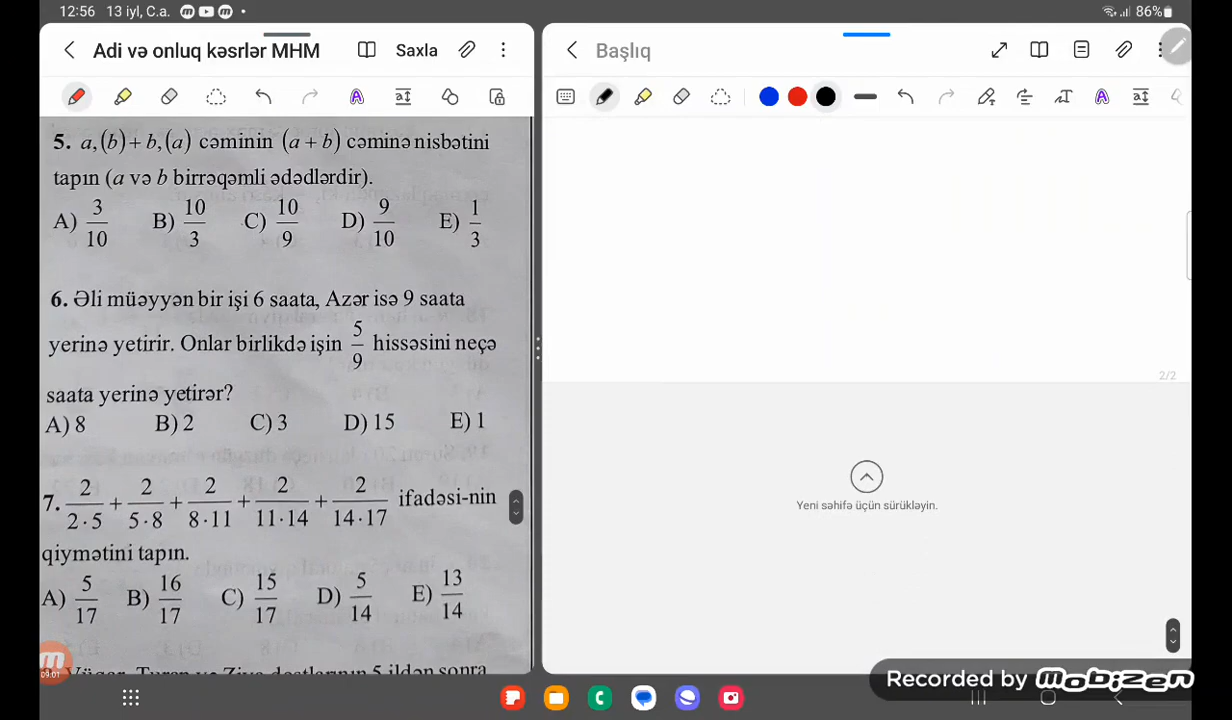 12:56 13 iyl, C.a. 86%
Adi və onluq kəsrlər MHM Saxla
Başlıq
5. a,(b)+b,(a) cəminin (a+b) cəminə nisbətini
tapın (a və b birrəqəmli ədədlərdir).
A) 3/10 B) 10/3 C) 10/9 D) 9/10 E) 1/3
6. Əli müəyyən bir işi 6 saata, Azər isə 9 saata
yerinə yetirir. Onlar birlikdə işin 5/9 hissəsini neçə
saata yerinə yetirər?
A) 8 B) 2 C) 3 D) 15 E) 1
7. 2/(2·5) + 2/(5·8) + 2/(8·11) + 2/(11·14) + 2/(14·17) ifadəsi-nin
qiymətini tapın.
A) 5/17 B) 16/17 C) 15/17 D) 5/14 E) 13/14
2/2
Yeni səhifə üçün sürükləyin.
09:01
Recorded by mobizen